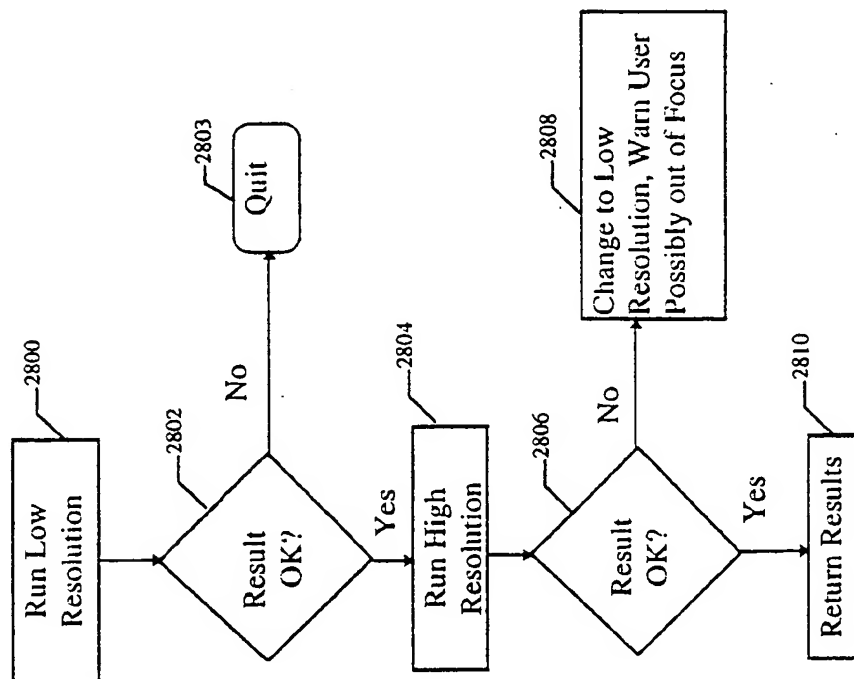 2800
Run Low
Resolution
2802
Result
OK?
No
2803
Quit
Yes
2804
Run High
Resolution
2806
Result
OK?
No
2808
Change to Low
Resolution, Warn User
Possibly out of Focus
Yes
2810
Return Results